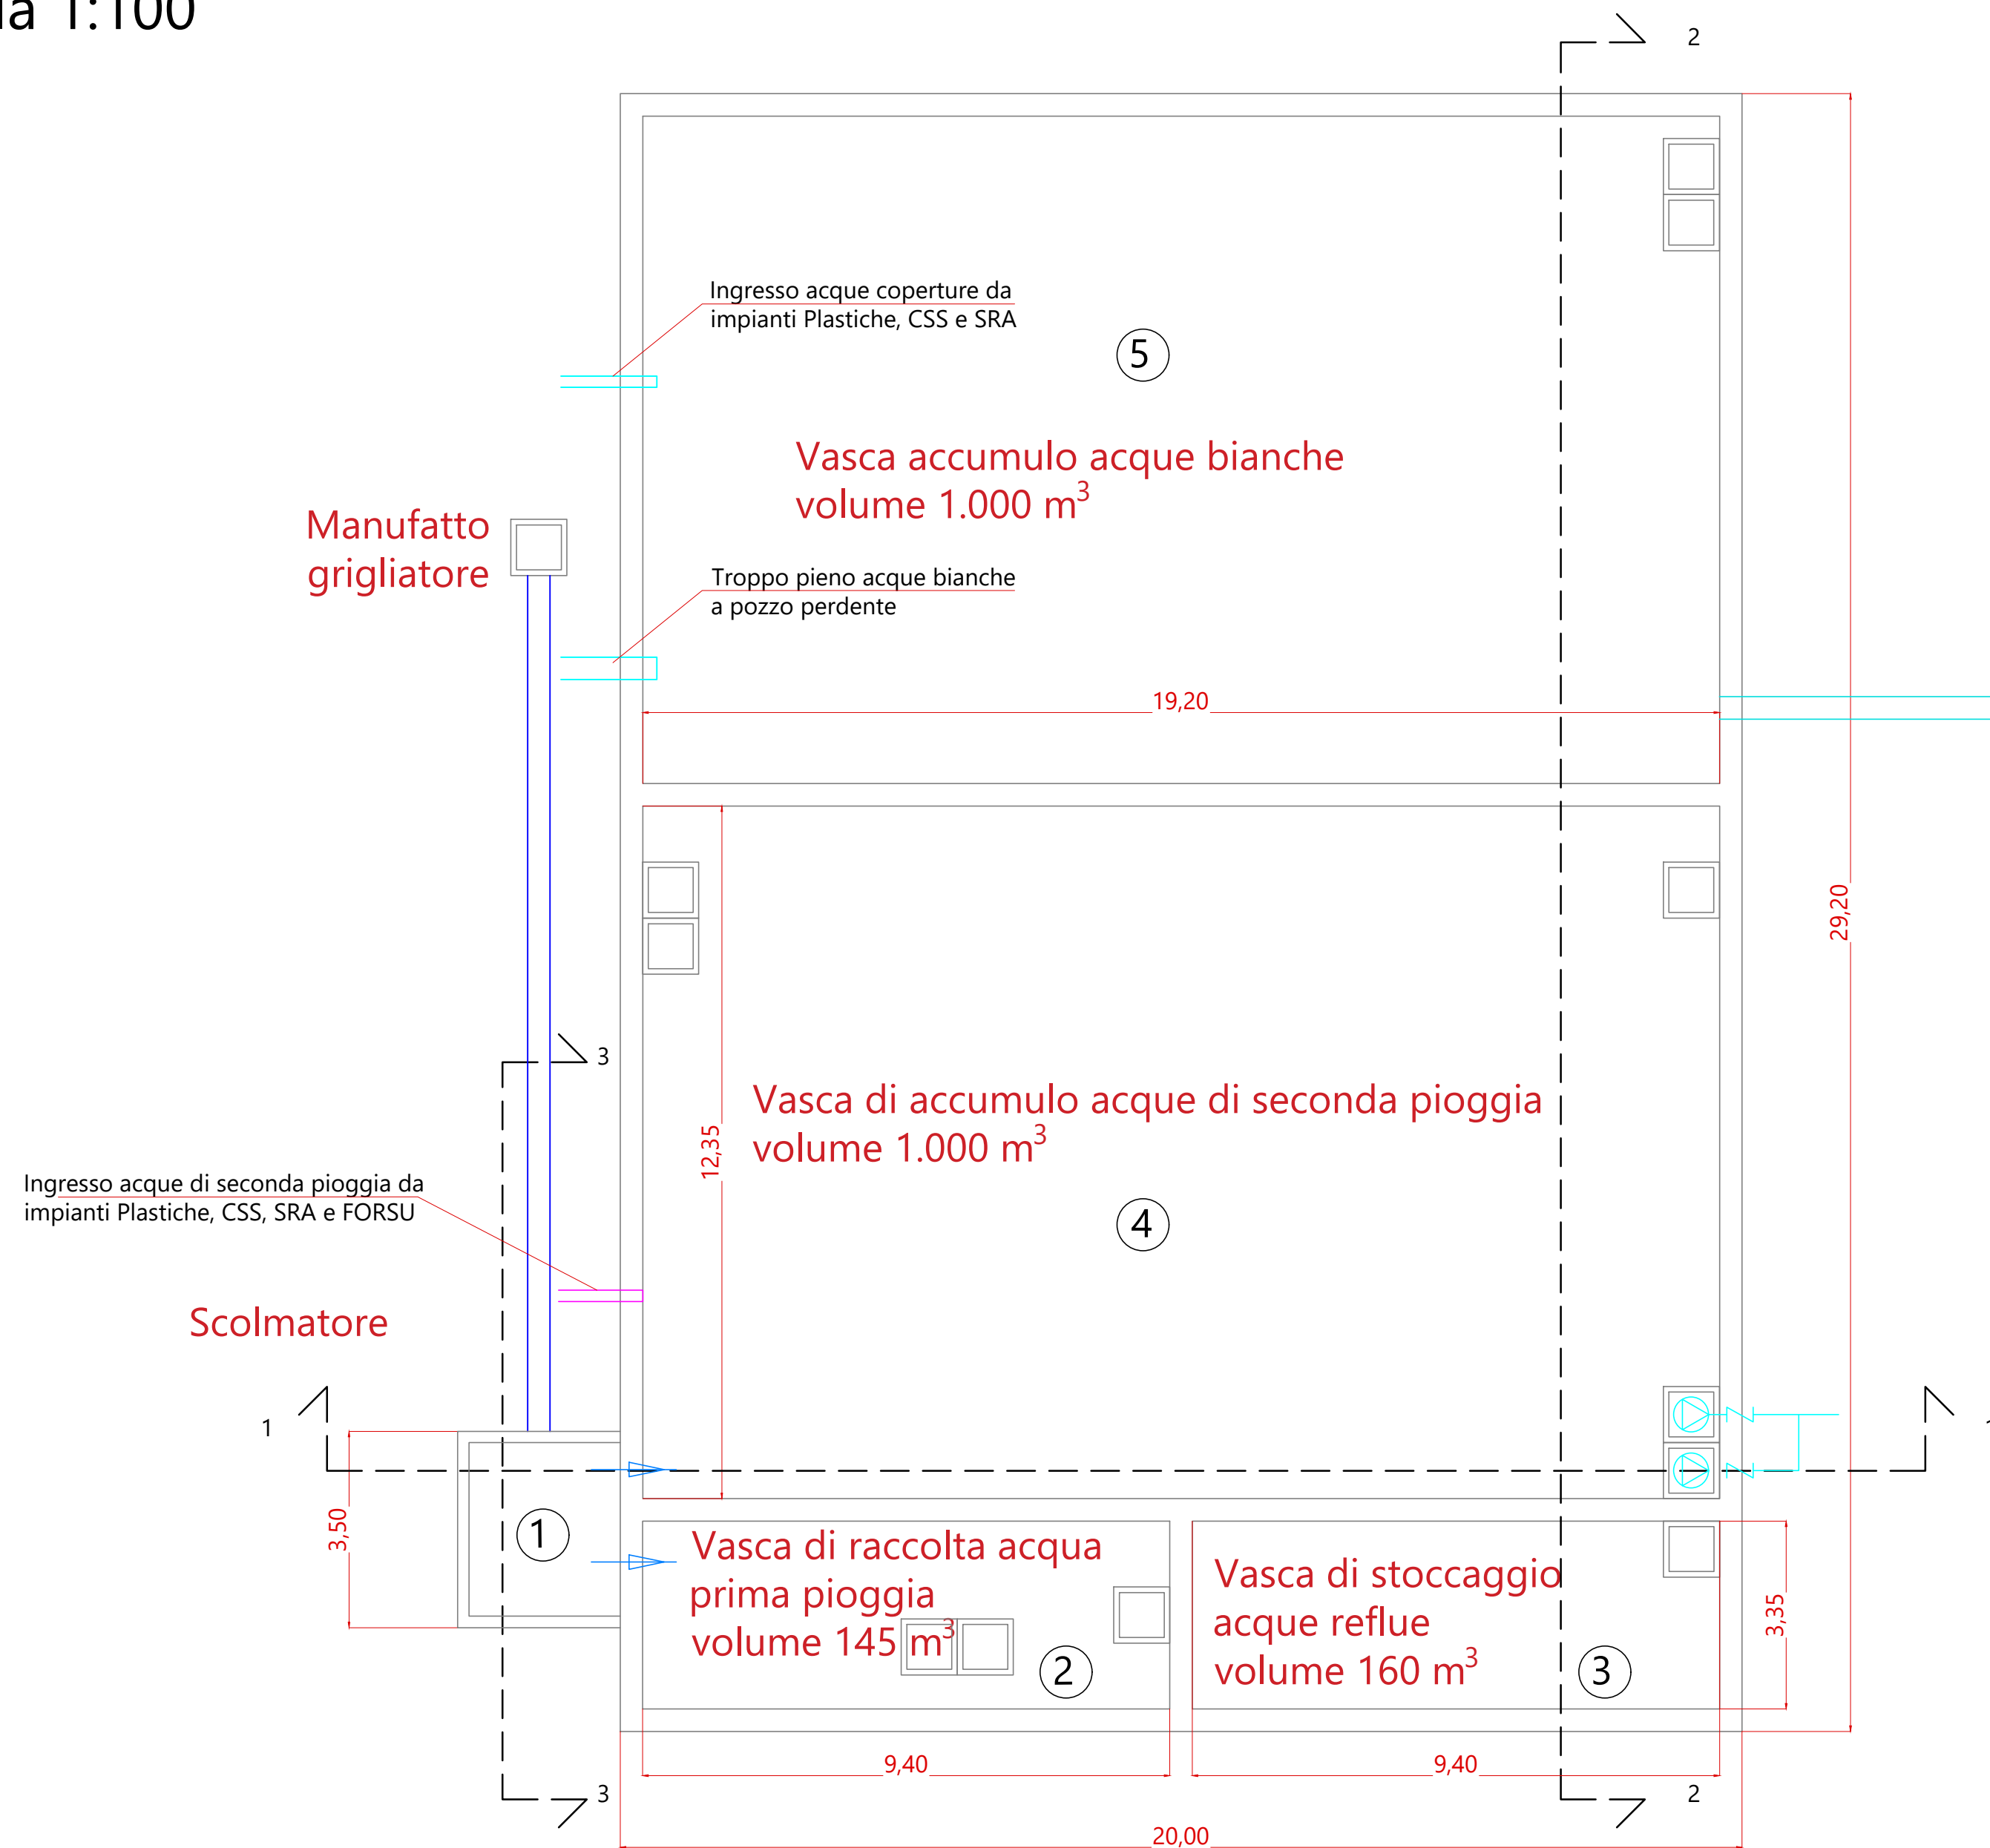 la 1:100
2
Ingresso acque coperture da
impianti Plastiche, CSS e SRA
5
Vasca accumulo acque bianche
volume 1.000 m³
Manufatto
grigliatore
Troppo pieno acque bianche
a pozzo perdente
19,20
29,20
3
Vasca di accumulo acque di seconda pioggia
volume 1.000 m³
12,35
Ingresso acque di seconda pioggia da
impianti Plastiche, CSS, SRA e FORSU
4
Scolmatore
1
3,50
1
Vasca di raccolta acqua
prima pioggia
volume 145 m³
2
Vasca di stoccaggio
acque reflue
volume 160 m³
3
3,35
9,40
9,40
3
2
20,00